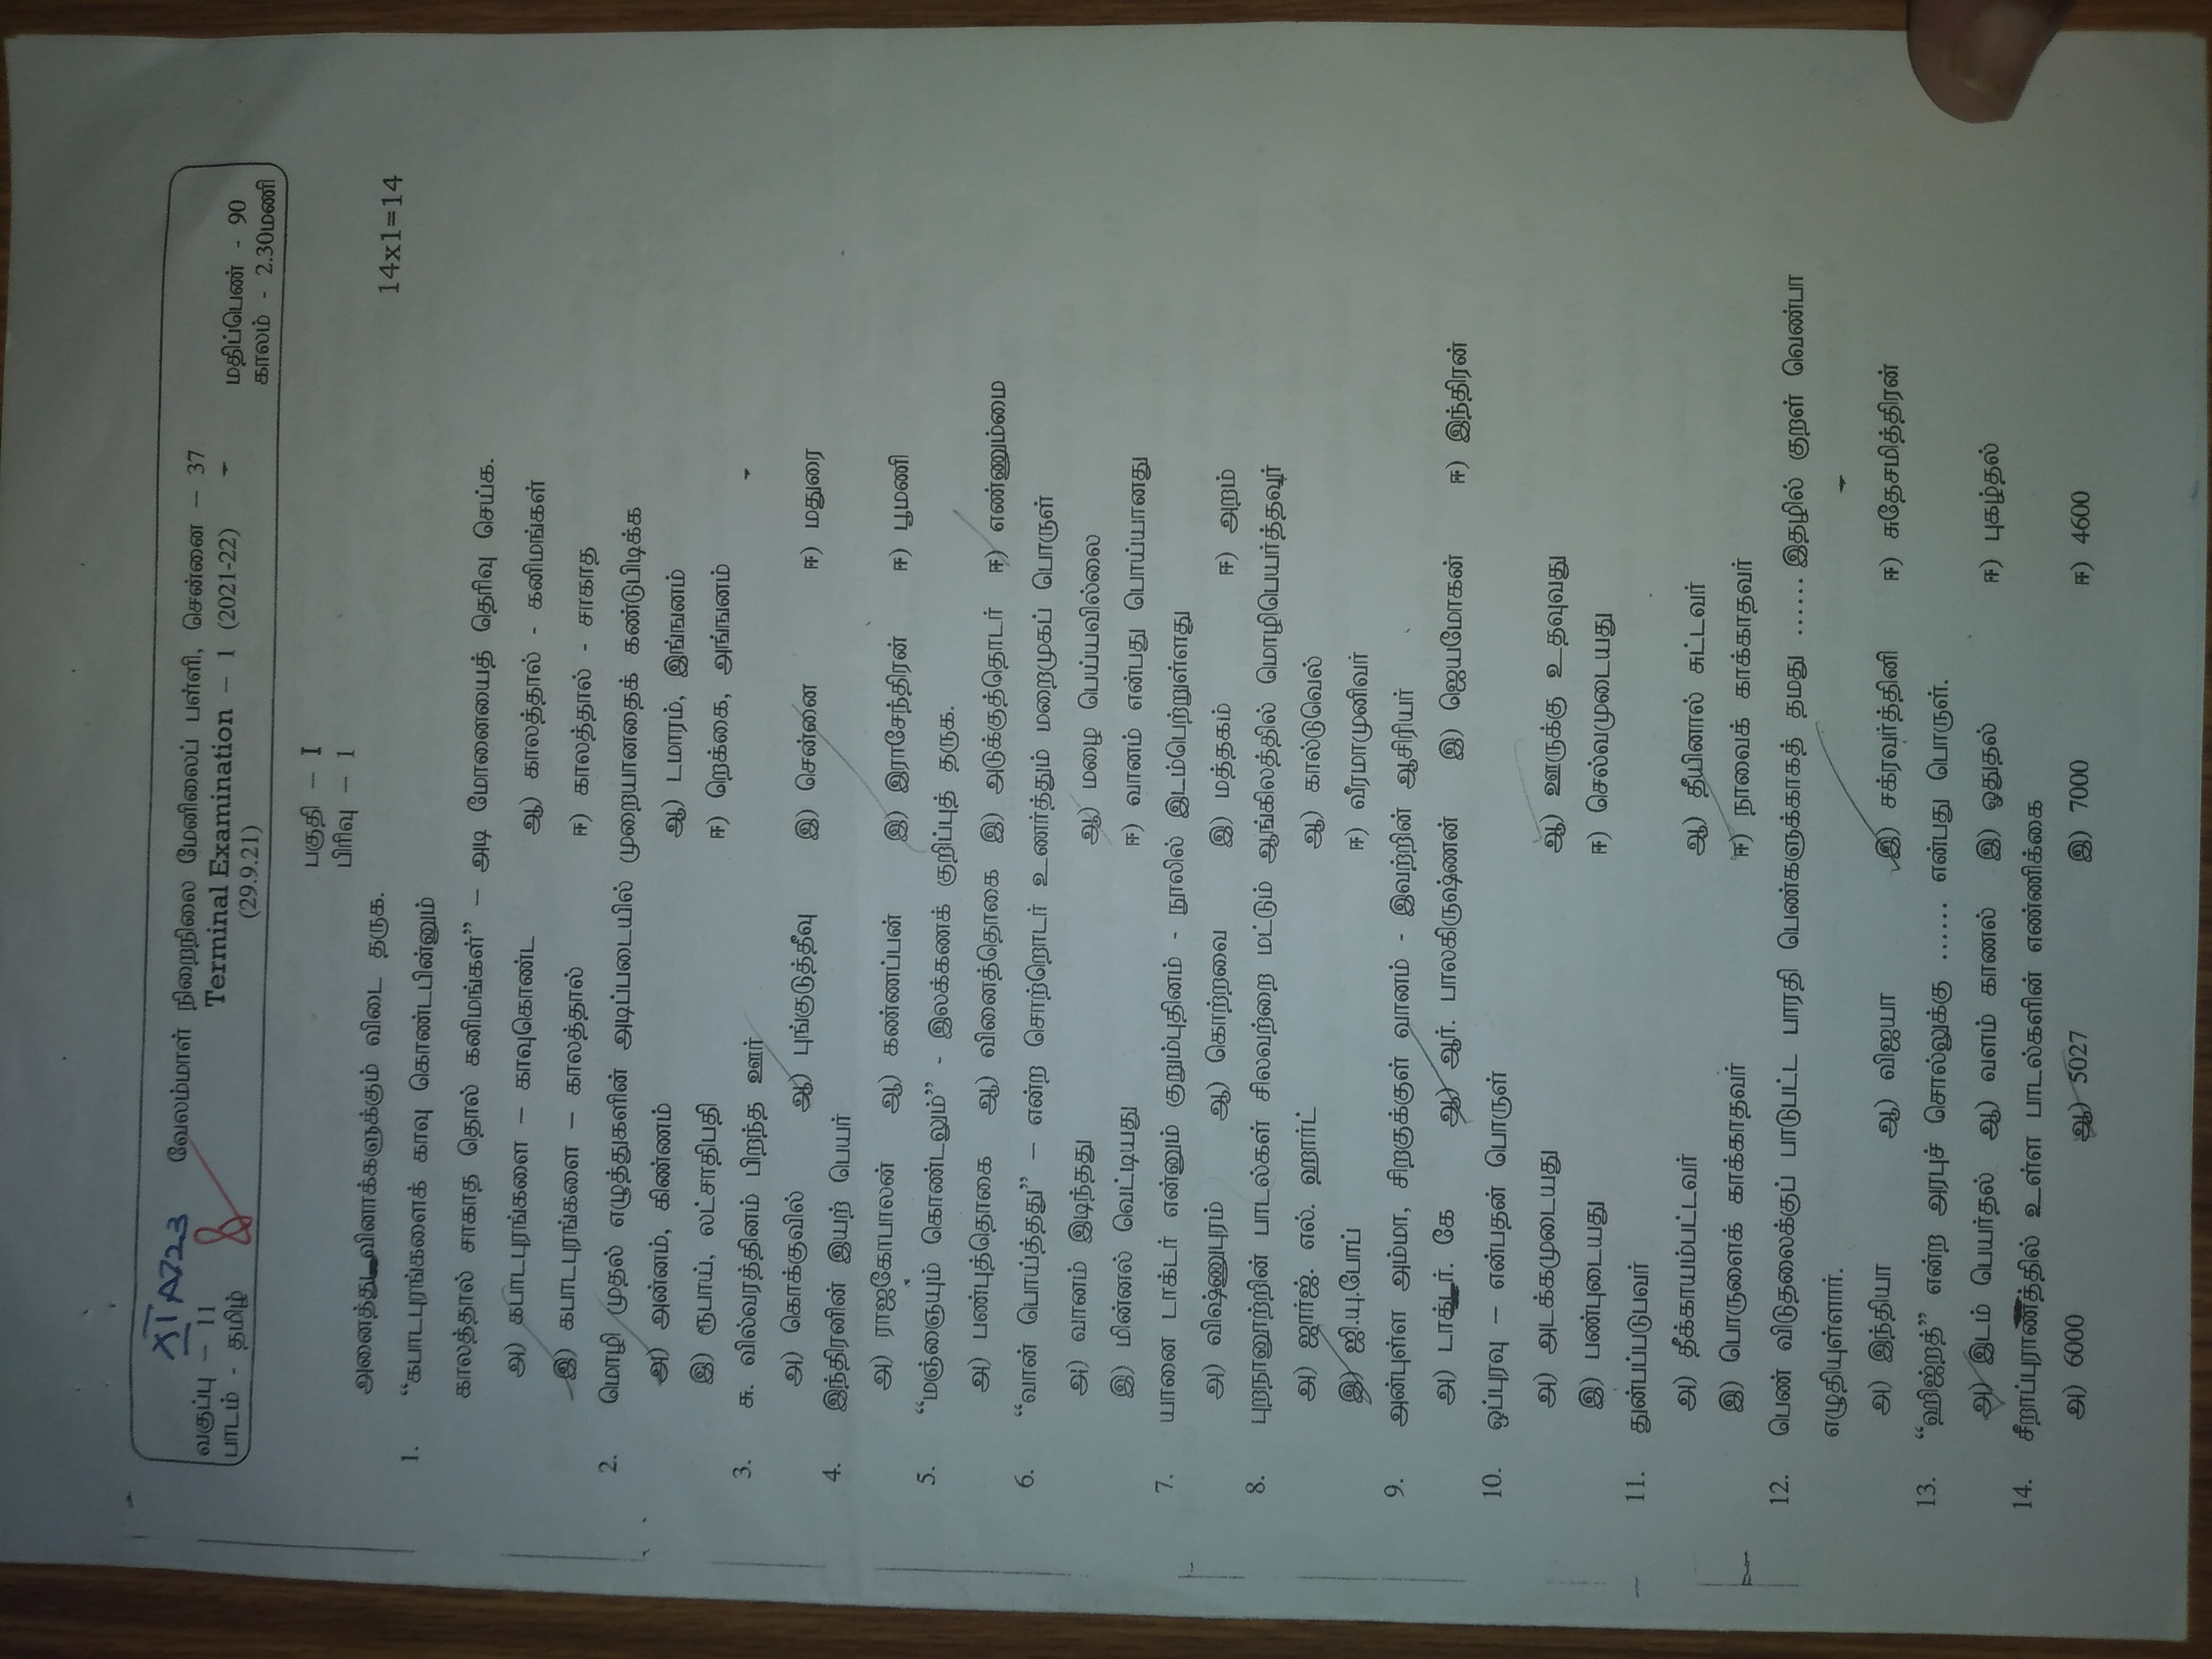 XI A723
வேலம்மாள் நிறைநிலை மேனிலைப் பள்ளி, சென்னை – 37
வகுப்பு – 11 8 Terminal Examination – 1 (2021-22) மதிப்பெண் - 90
பாடம் - தமிழ் (29.9.21) காலம் - 2.30மணி
பகுதி – I
பிரிவு – 1
அனைத்து வினாக்களுக்கும் விடை தருக. 14x1=14
1. “கபாடபுரங்களைக் காவு கொண்டபின்னும்
காலத்தால் சாகாத தொல் கனிமங்கள்” – அடி மோனையைத் தெரிவு செய்க.
அ) கபாடபுரங்களை – காவுகொண்ட ஆ) காலத்தால் - கனிமங்கள்
இ) கபாடபுரங்களை – காலத்தால் ஈ) காலத்தால் - சாகாத
2. மொழி முதல் எழுத்துகளின் அடிப்படையில் முறையானதைக் கண்டுபிடிக்க
அ) அன்னம், கிண்ணம் ஆ) டமாரம், இங்ஙனம்
இ) ரூபாய், லட்சாதிபதி ஈ) றெக்கை, அங்ஙனம்
3. சு. வில்வரத்தினம் பிறந்த ஊர்
அ) கொக்குவில் ஆ) புங்குடுத்தீவு இ) சென்னை ஈ) மதுரை
4. இந்திரனின் இயற் பெயர்
அ) ராஜகோபாலன் ஆ) கண்ணப்பன் இ) இராசேந்திரன் ஈ) பூமணி
5. “மஞ்ஞையும் கொண்டலும்” - இலக்கணக் குறிப்புத் தருக.
அ) பண்புத்தொகை ஆ) வினைத்தொகை இ) அடுக்குத்தொடர் ஈ) எண்ணும்மை
6. “வான் பொய்த்தது” – என்ற சொற்றொடர் உணர்த்தும் மறைமுகப் பொருள்
அ) வானம் இடிந்தது ஆ) மழை பெய்யவில்லை
இ) மின்னல் வெட்டியது ஈ) வானம் என்பது பொய்யானது
7. யானை டாக்டர் என்னும் குறும்புதினம் - நூலில் இடம்பெற்றுள்ளது
அ) விஷ்ணுபுரம் ஆ) கொற்றவை இ) மத்தகம் ஈ) அறம்
8. புறநானூற்றின் பாடல்கள் சிலவற்றை மட்டும் ஆங்கிலத்தில் மொழிபெயர்த்தவர்
அ) ஜார்ஜ். எல். ஹார்ட் ஆ) கால்டுவெல்
இ) ஜி.யு.போப் ஈ) வீரமாமுனிவர்
9. அன்புள்ள அம்மா, சிறகுக்குள் வானம் - இவற்றின் ஆசிரியர்
அ) டாக்டர். கே ஆ) ஆர். பாலகிருஷ்ணன் இ) ஜெயமோகன் ஈ) இந்திரன்
10. ஒப்புரவு – என்பதன் பொருள்
அ) அடக்கமுடையது ஆ) ஊருக்கு உதவுவது
இ) பண்புடையது ஈ) செல்வமுடையது
11. துன்பப்படுபவர்
அ) தீக்காயம்பட்டவர் ஆ) தீயினால் சுட்டவர்
இ) பொருளைக் காக்காதவர் ஈ) நாவைக் காக்காதவர்
12. பெண் விடுதலைக்குப் பாடுபட்ட பாரதி பெண்களுக்காகத் தமது ...... இதழில் குறள் வெண்பா
எழுதியுள்ளார்.
அ) இந்தியா ஆ) விஜயா இ) சக்ரவர்த்தினி ஈ) சுதேசமித்திரன்
13. “ஹிஜ்றத்” என்ற அரபுச் சொல்லுக்கு ...... என்பது பொருள்.
அ) இடம் பெயர்தல் ஆ) வளம் காணல் இ) ஓதுதல் ஈ) புகழ்தல்
14. சீறாப்புராணத்தில் உள்ள பாடல்களின் எண்ணிக்கை
அ) 6000 ஆ) 5027 இ) 7000 ஈ) 4600